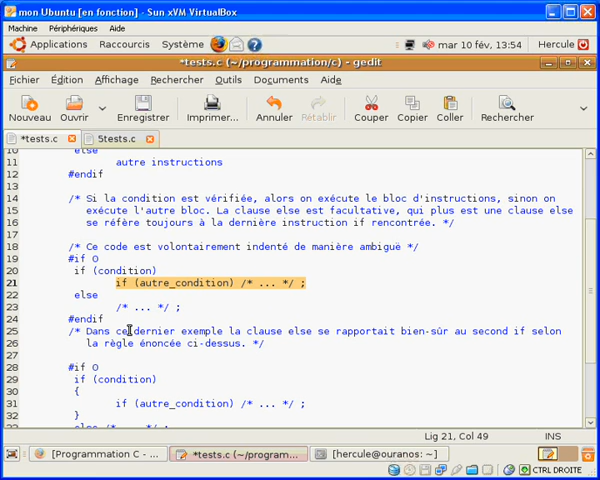 mon Ubuntu [en fonction] - Sun xVM VirtualBox
Machine Périphériques Aide
Applications Raccourcis Système mar 10 fév, 13:54 Hercule
*tests.c (~/programmation/c) - gedit
Fichier Édition Affichage Rechercher Outils Documents Aide
Nouveau Ouvrir Enregistrer Imprimer... Annuler Rétablir Couper Copier Coller Rechercher
*tests.c 5tests.c
10 else
11 autre instructions
12 #endif
13
14 /* Si la condition est vérifiée, alors on exécute le bloc d'instructions, sinon on
15 exécute l'autre bloc. La clause else est facultative, qui plus est une clause else
16 se réfère toujours à la dernière instruction if rencontrée. */
17
18 /* Ce code est volontairement indenté de manière ambiguë */
19 #if 0
20 if (condition)
21 if (autre_condition) /* ... */ ;
22 else
23 /* ... */ ;
24 #endif
25 /* Dans ce dernier exemple la clause else se rapportait bien-sûr au second if selon
26 la règle énoncée ci-dessus. */
27
28 #if 0
29 if (condition)
30 {
31 if (autre_condition) /* ... */ ;
32 }
Lig 21, Col 49 INS
[Programmation C - ... *tests.c (~/program... [hercule@ouranos: ~]
CTRL DROITE